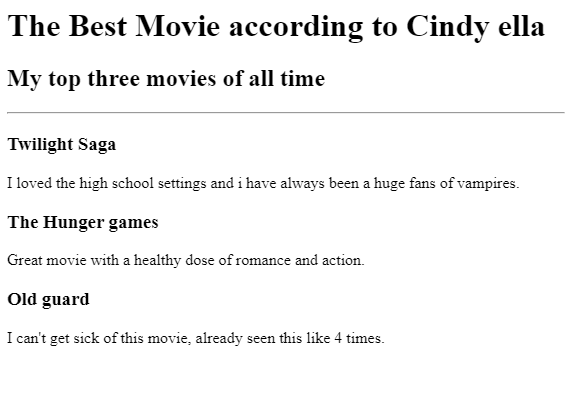 The Best Movie according to Cindy ella
My top three movies of all time
Twilight Saga
I loved the high school settings and i have always been a huge fans of vampires.
The Hunger games
Great movie with a healthy dose of romance and action.
Old guard
I can't get sick of this movie, already seen this like 4 times.